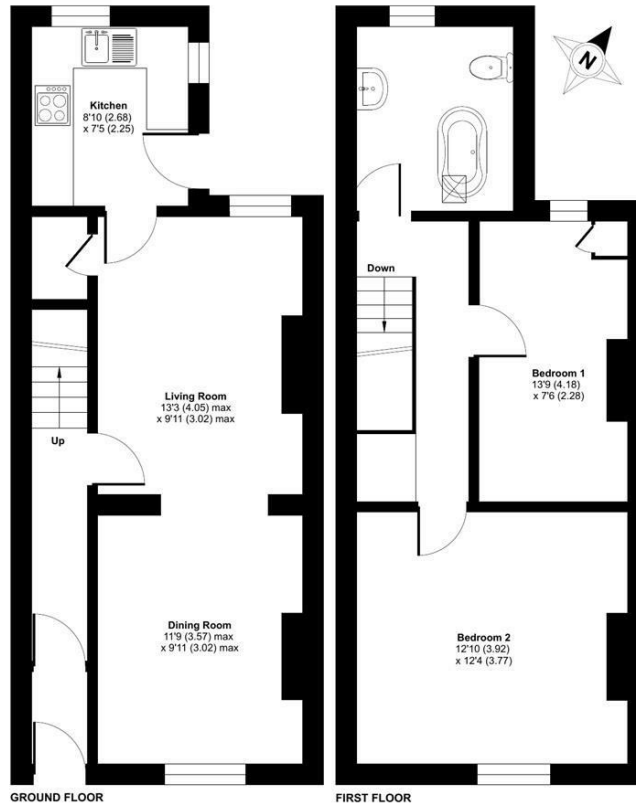 Kitchen
8'10 (2.68)
x 7'5 (2.25)
Up
Living Room
13'3 (4.05) max
x 9'11 (3.02) max
Dining Room
11'9 (3.57) max
x 9'11 (3.02) max
GROUND FLOOR
N
Down
Bedroom 1
13'9 (4.18)
x 7'6 (2.28)
Bedroom 2
12'10 (3.92)
x 12'4 (3.77)
FIRST FLOOR